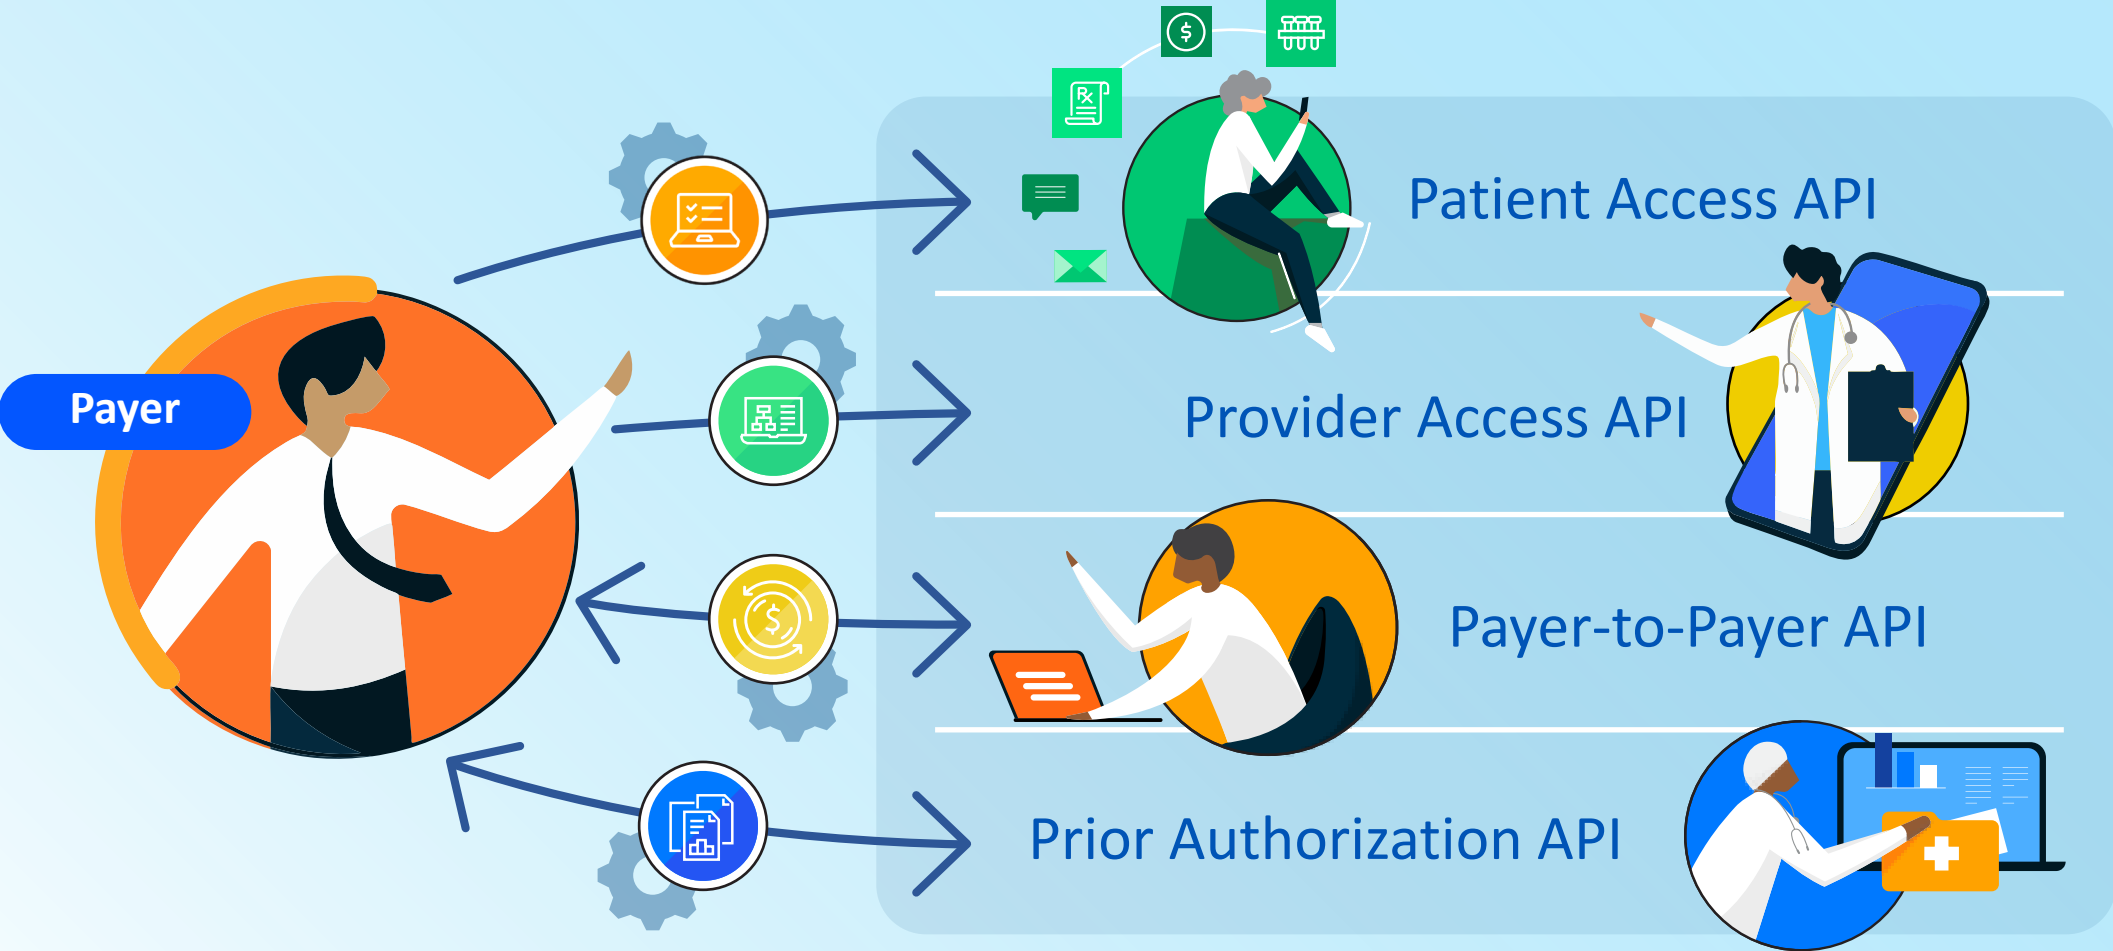 Patient Access API
Payer
Provider Access API
Payer-to-Payer API
Prior Authorization API